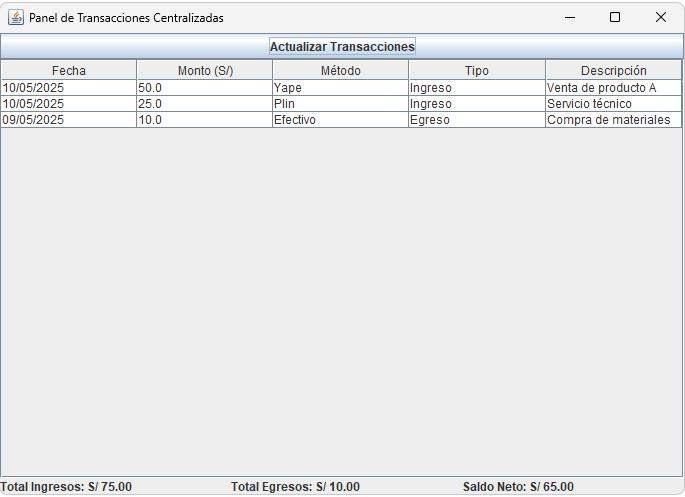 Panel de Transacciones Centralizadas
Actualizar Transacciones
Fecha Monto (S/) Método Tipo Descripción
10/05/2025 50.0 Yape Ingreso Venta de producto A
10/05/2025 25.0 Plin Ingreso Servicio técnico
09/05/2025 10.0 Efectivo Egreso Compra de materiales
Total Ingresos: S/ 75.00 Total Egresos: S/ 10.00 Saldo Neto: S/ 65.00